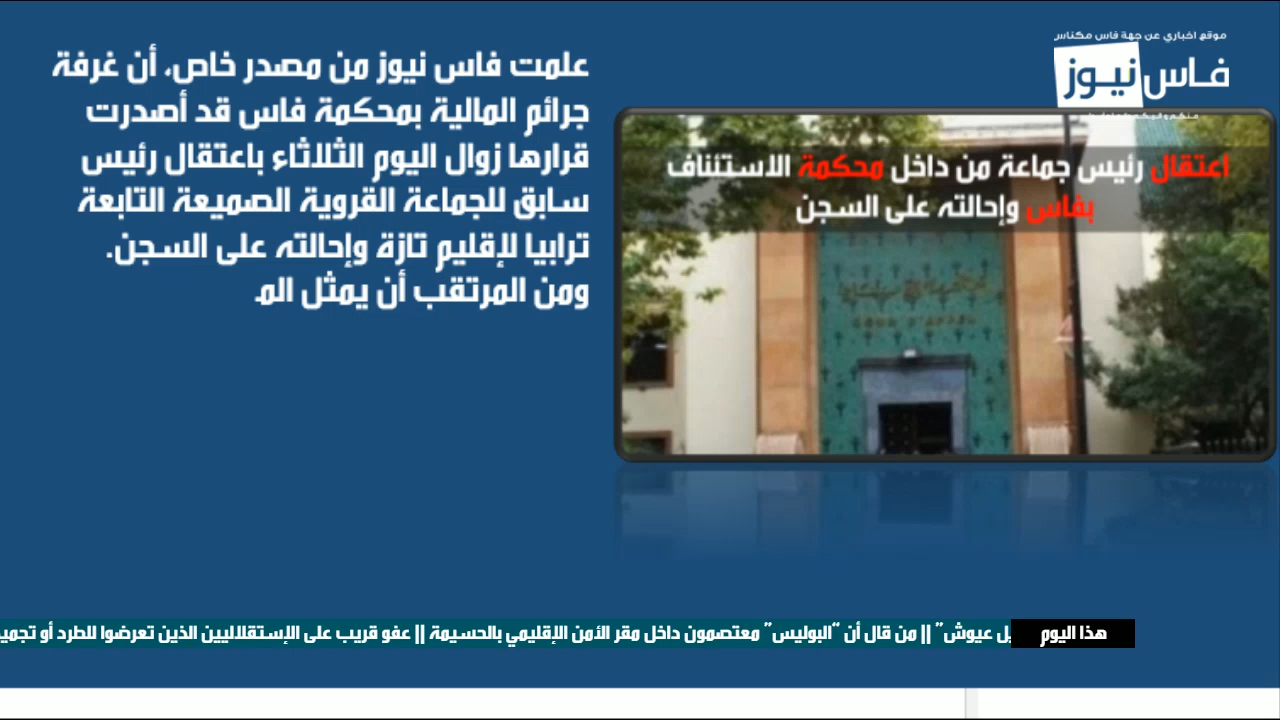 موقع اخباري عن جهة فاس مكناس
فاس نيوز
اعتقال رئيس جماعة من داخل محكمة الاستئناف
بفاس وإحالته على السجن
علمت فاس نيوز من مصدر خاص، أن غرفة
جرائم المالية بمحكمة فاس قد أصدرت
قرارها زوال اليوم الثلاثاء باعتقال رئيس
سابق للجماعة القروية الصميعة التابعة
ترابيا لإقليم تازة وإحالته على السجن.
ومن المرتقب أن يمثل الم
COUR D'APPEL
هذا اليوم
يل عيوش" || من قال أن "البوليس" معتصمون داخل مقر الأمن الإقليمي بالحسيمة || عفو قريب على الإستقلاليين الذين تعرضوا للطرد أو تجمي